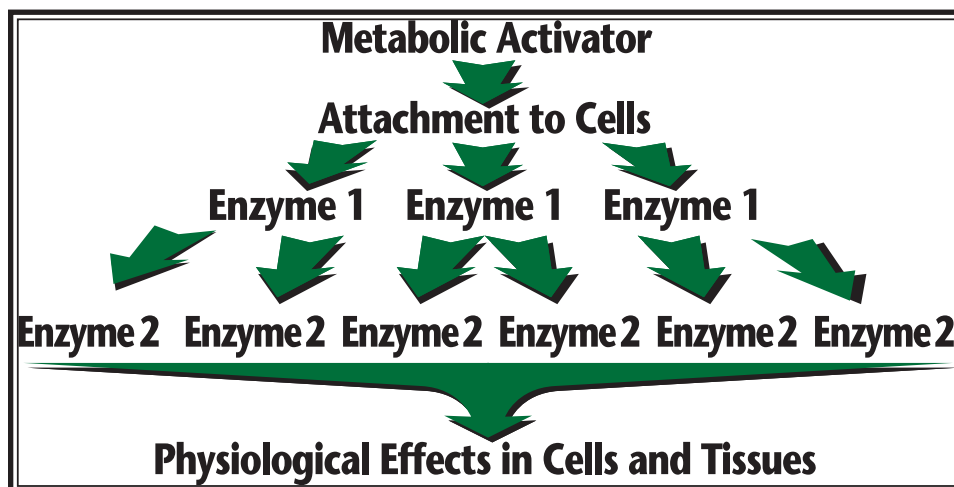 Metabolic Activator
Attachment to Cells
Enzyme 1 Enzyme 1 Enzyme 1
Enzyme 2 Enzyme 2 Enzyme 2 Enzyme 2 Enzyme 2 Enzyme 2
Physiological Effects in Cells and Tissues